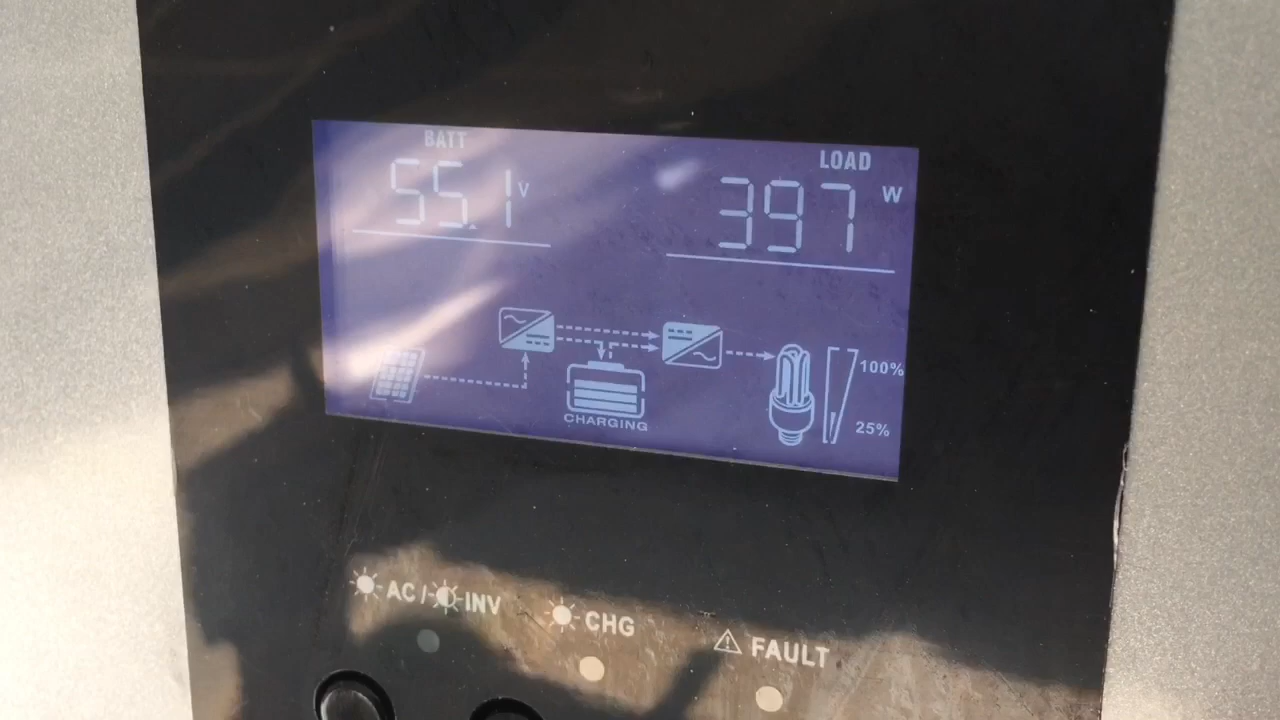 BATT
55.1 V
LOAD
397 W
100%
25%
CHARGING
AC / INV
CHG
FAULT